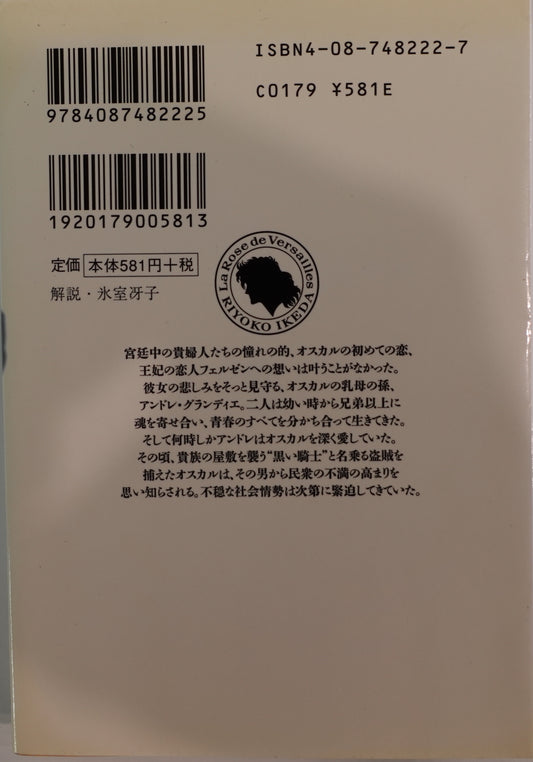 ISBN4-08-748222-7
9784087482225
C0179 ¥581E
1920179005813
定価 本体581円+税
解説・氷室冴子
La Rose de Versailles
RIYOKO IKEDA
宮廷中の貴婦人たちの憧れの的、オスカルの初めての恋、
王妃の恋人フェルゼンへの想いは叶うことがなかった。
彼女の悲しみをそっと見守る、オスカルの乳母の孫、
アンドレ・グランディエ。二人は幼い時から兄弟以上に
魂を寄せ合い、青春のすべてを分かち合って生きてきた。
そして何時しかアンドレはオスカルを深く愛していた。
その頃、貴族の屋敷を襲う“黒い騎士”と名乗る盗賊を
捕えたオスカルは、その男から民衆の不満の高まりを
思い知らされる。不穏な社会情勢は次第に緊迫してきていた。